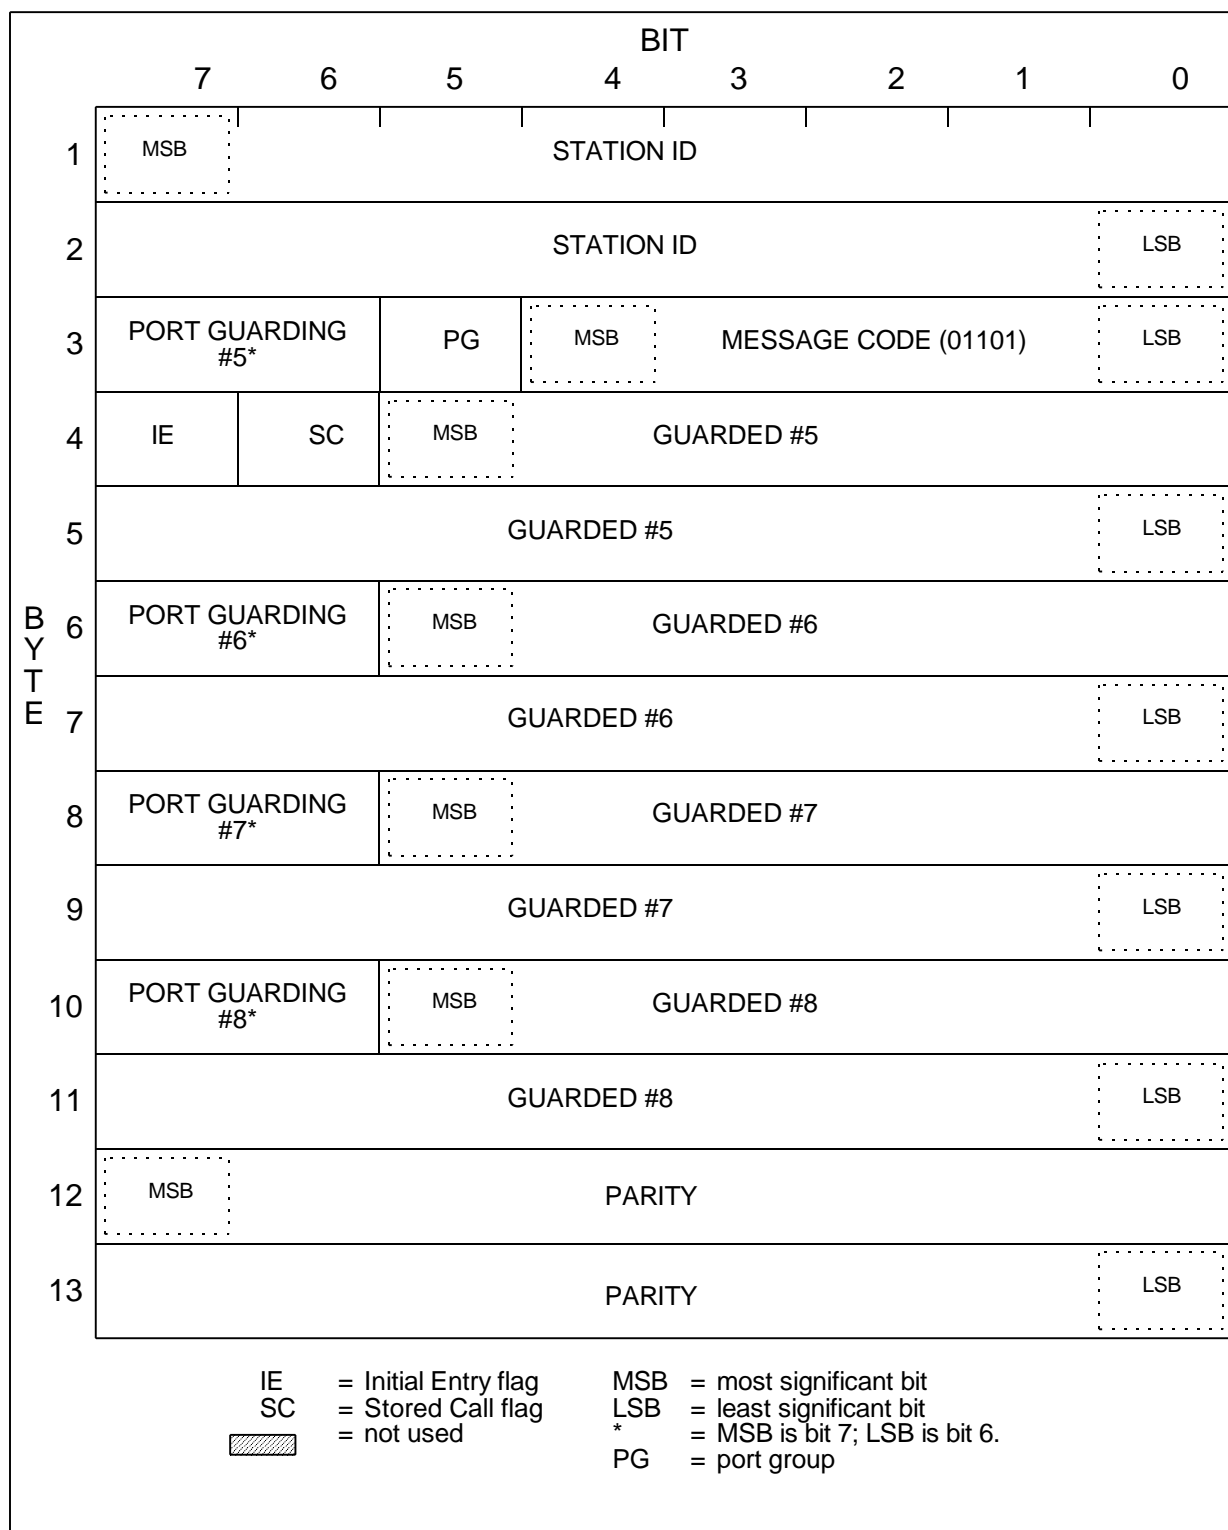 BIT
7 6 5 4 3 2 1 0
1 MSB STATION ID
2 STATION ID LSB
3 PORT GUARDING #5* PG MSB MESSAGE CODE (01101) LSB
4 IE SC MSB GUARDED #5
5 GUARDED #5 LSB
BYTE
6 PORT GUARDING #6* MSB GUARDED #6
7 GUARDED #6 LSB
8 PORT GUARDING #7* MSB GUARDED #7
9 GUARDED #7 LSB
10 PORT GUARDING #8* MSB GUARDED #8
11 GUARDED #8 LSB
12 MSB PARITY
13 PARITY LSB
IE = Initial Entry flag MSB = most significant bit
SC = Stored Call flag LSB = least significant bit
= not used * = MSB is bit 7; LSB is bit 6.
PG = port group